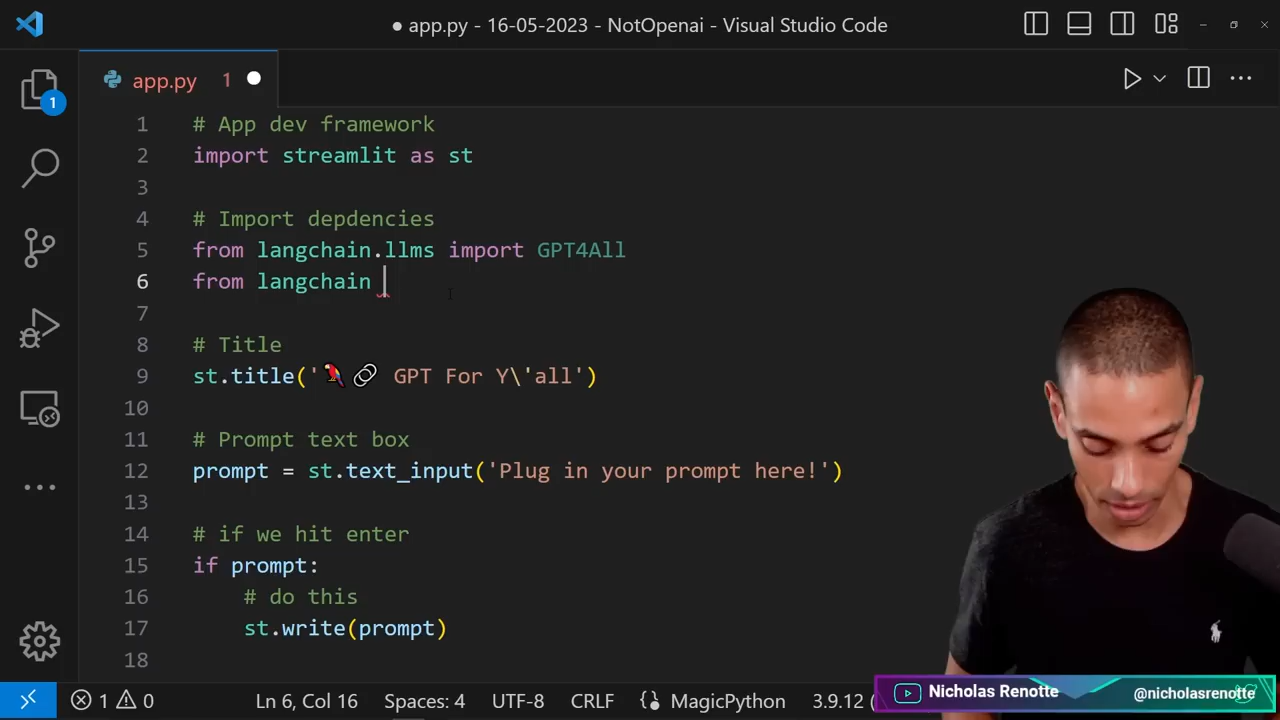 ● app.py - 16-05-2023 - NotOpenai - Visual Studio Code
1
app.py 1 ●
1 # App dev framework
2 import streamlit as st
3
4 # Import depdencies
5 from langchain.llms import GPT4All
6 from langchain
7
8 # Title
9 st.title('🦜🔗 GPT For Y\'all')
10
11 # Prompt text box
12 prompt = st.text_input('Plug in your prompt here!')
13
14 # if we hit enter
15 if prompt:
16     # do this
17     st.write(prompt)
18
1 0 Ln 6, Col 16 Spaces: 4 UTF-8 CRLF {} MagicPython 3.9.12 (
Nicholas Renotte @nicholasrenotte